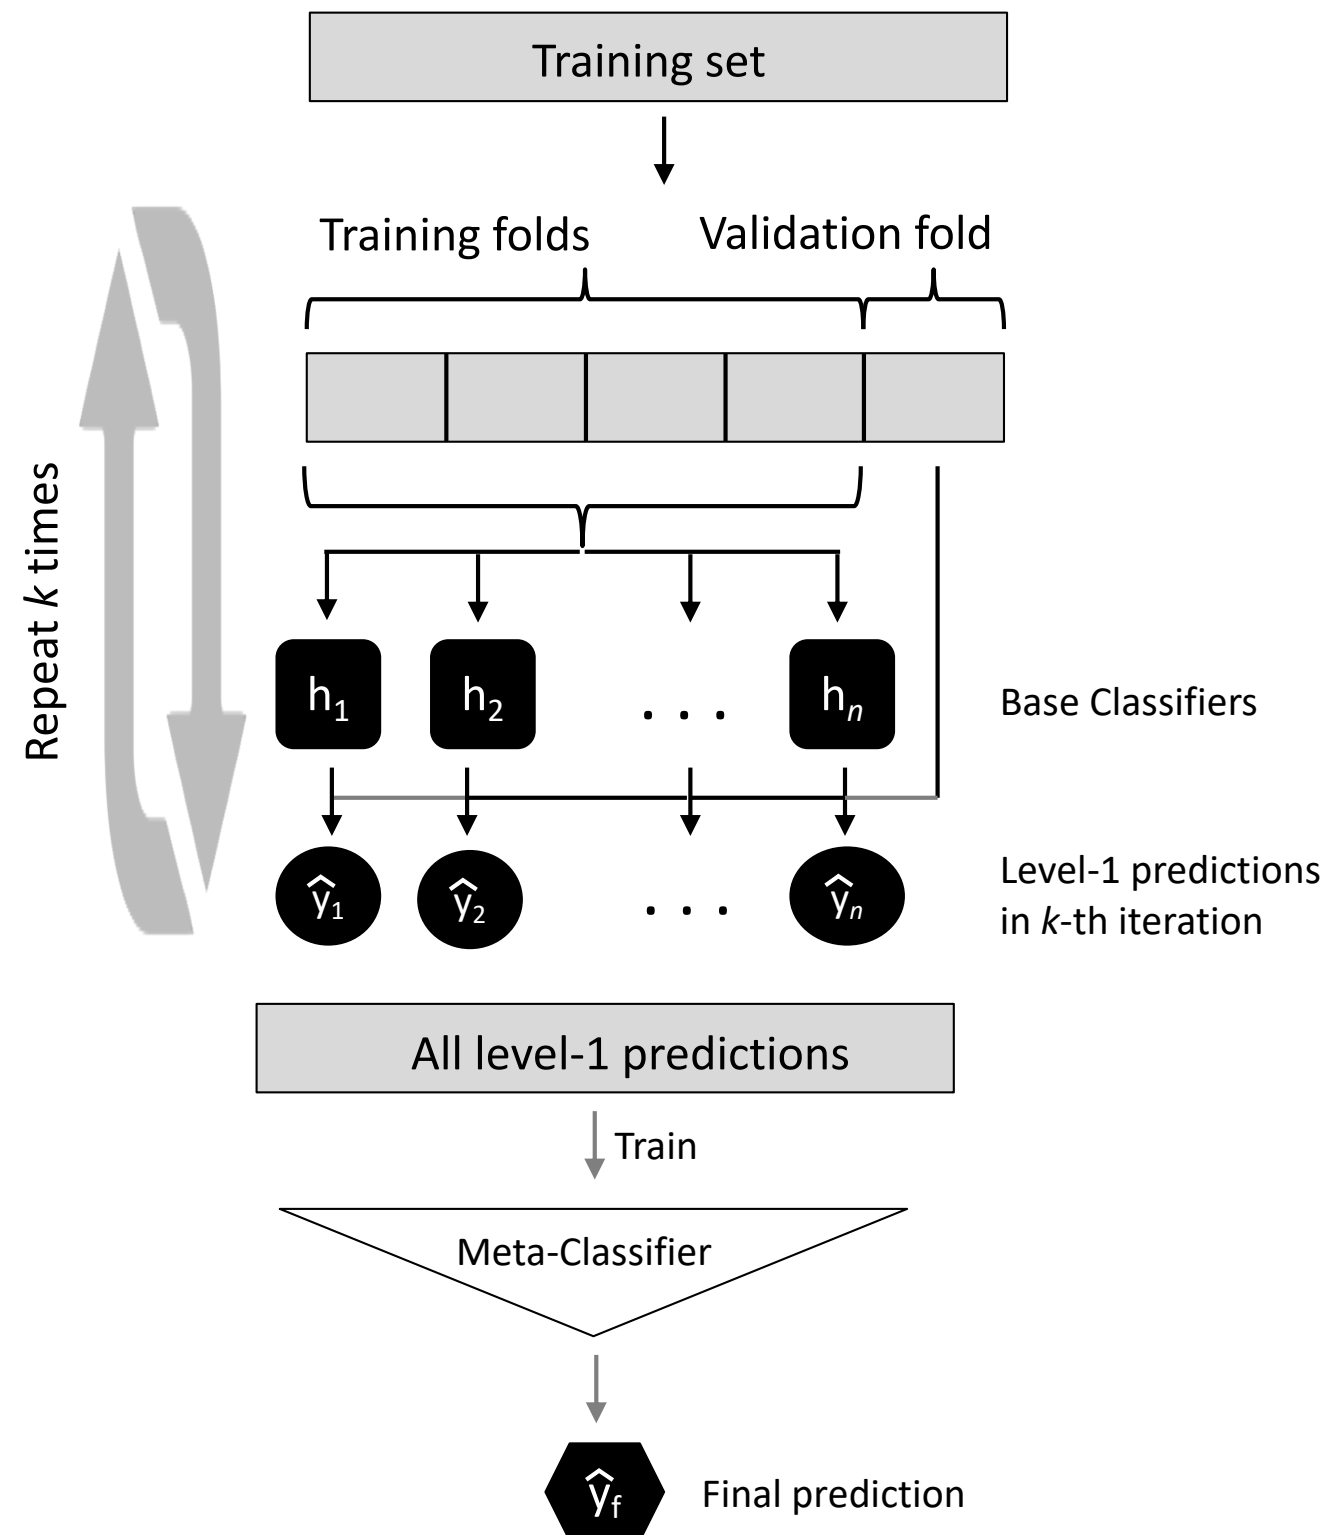 Training set
Training folds
Validation fold
Repeat k times
h1
h2
. . .
hn
Base Classifiers
ŷ1
ŷ2
. . .
ŷn
Level-1 predictions
in k-th iteration
All level-1 predictions
Train
Meta-Classifier
ŷf
Final prediction